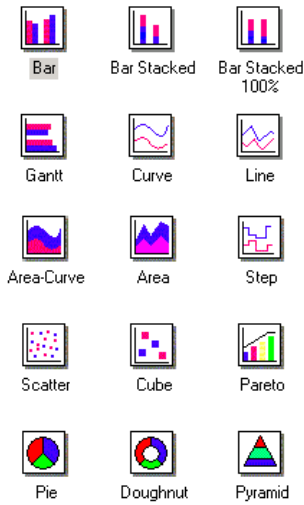 Bar
Bar Stacked
Bar Stacked
100%
Gantt
Curve
Line
Area-Curve
Area
Step
Scatter
Cube
Pareto
Pie
Doughnut
Pyramid